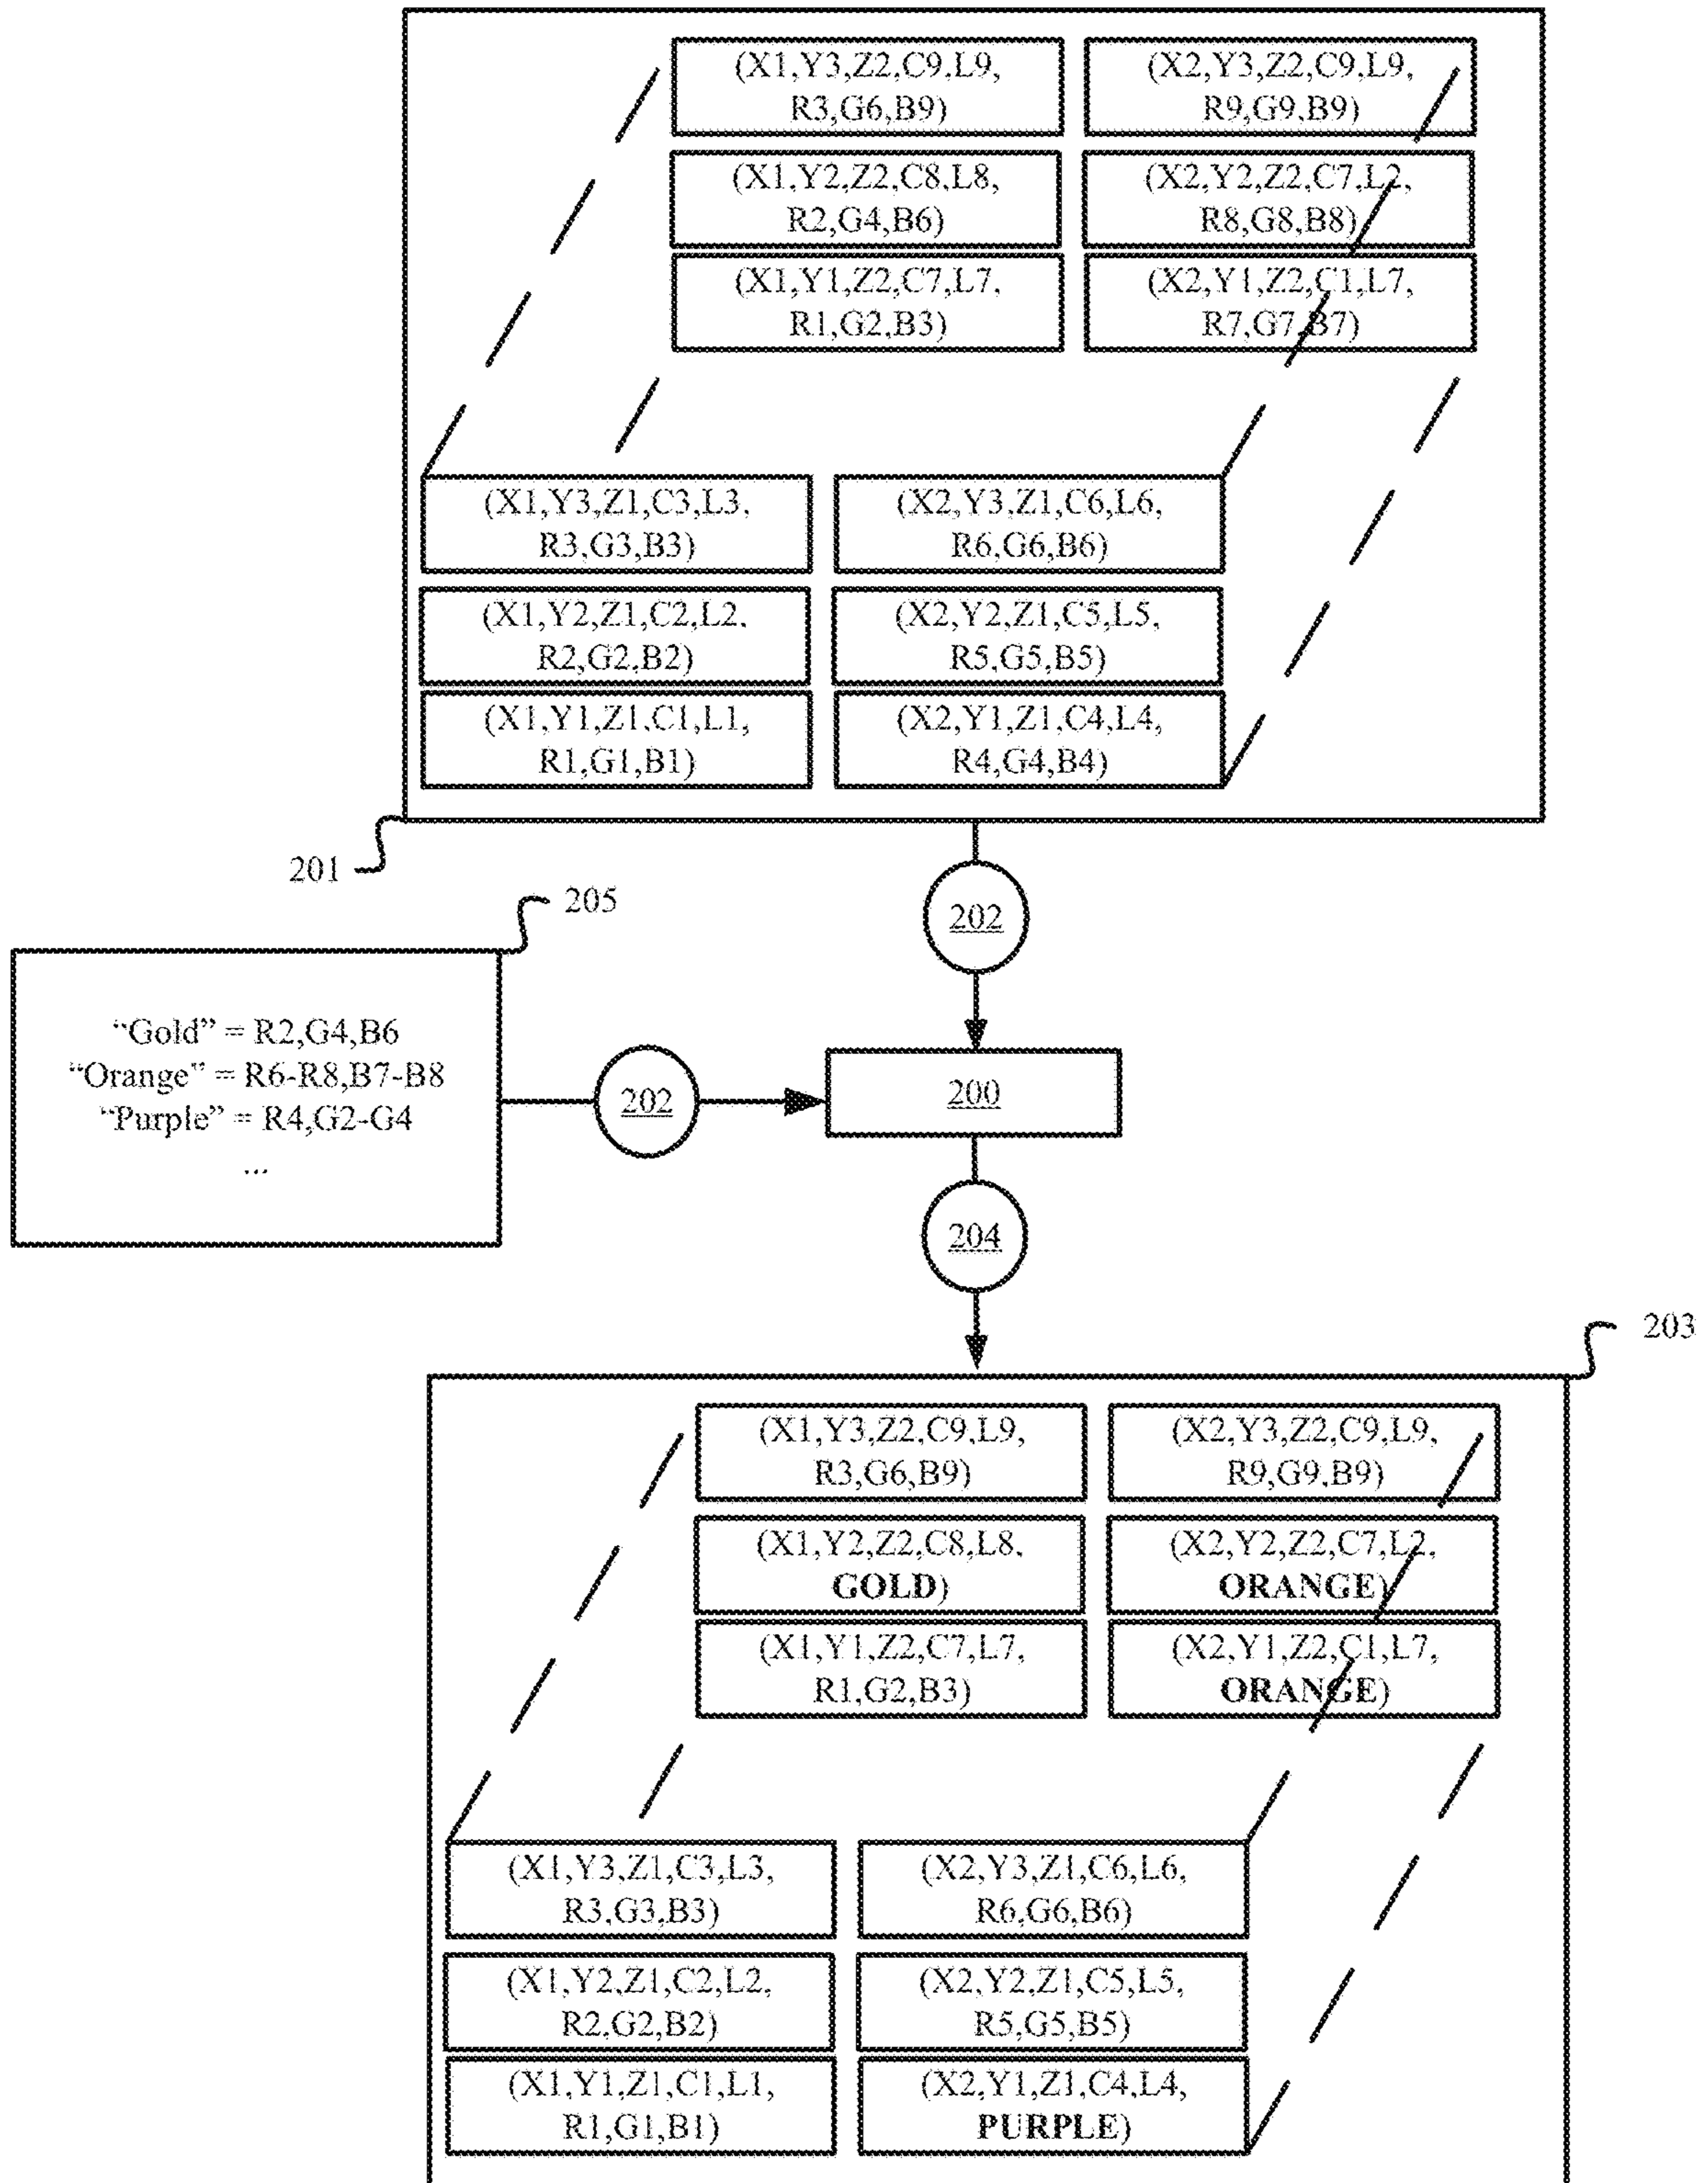 (X1,Y3,Z2,C9,L9,
R3,G6,B9)
(X2,Y3,Z2,C9,L9,
R9,G9,B9)
(X1,Y2,Z2,C8,L8,
R2,G4,B6)
(X2,Y2,Z2,C7,L2,
R8,G8,B8)
(X1,Y1,Z2,C7,L7,
R1,G2,B3)
(X2,Y1,Z2,C1,L7,
R7,G7,B7)
(X1,Y3,Z1,C3,L3,
R3,G3,B3)
(X2,Y3,Z1,C6,L6,
R6,G6,B6)
(X1,Y2,Z1,C2,L2,
R2,G2,B2)
(X2,Y2,Z1,C5,L5,
R5,G5,B5)
(X1,Y1,Z1,C1,L1,
R1,G1,B1)
(X2,Y1,Z1,C4,L4,
R4,G4,B4)
201
205
202
“Gold” = R2,G4,B6
“Orange” = R6-R8,B7-B8
“Purple” = R4,G2-G4
...
202
200
204
203
(X1,Y3,Z2,C9,L9,
R3,G6,B9)
(X2,Y3,Z2,C9,L9,
R9,G9,B9)
(X1,Y2,Z2,C8,L8,
GOLD)
(X2,Y2,Z2,C7,L2,
ORANGE)
(X1,Y1,Z2,C7,L7,
R1,G2,B3)
(X2,Y1,Z2,C1,L7,
ORANGE)
(X1,Y3,Z1,C3,L3,
R3,G3,B3)
(X2,Y3,Z1,C6,L6,
R6,G6,B6)
(X1,Y2,Z1,C2,L2,
R2,G2,B2)
(X2,Y2,Z1,C5,L5,
R5,G5,B5)
(X1,Y1,Z1,C1,L1,
R1,G1,B1)
(X2,Y1,Z1,C4,L4,
PURPLE)